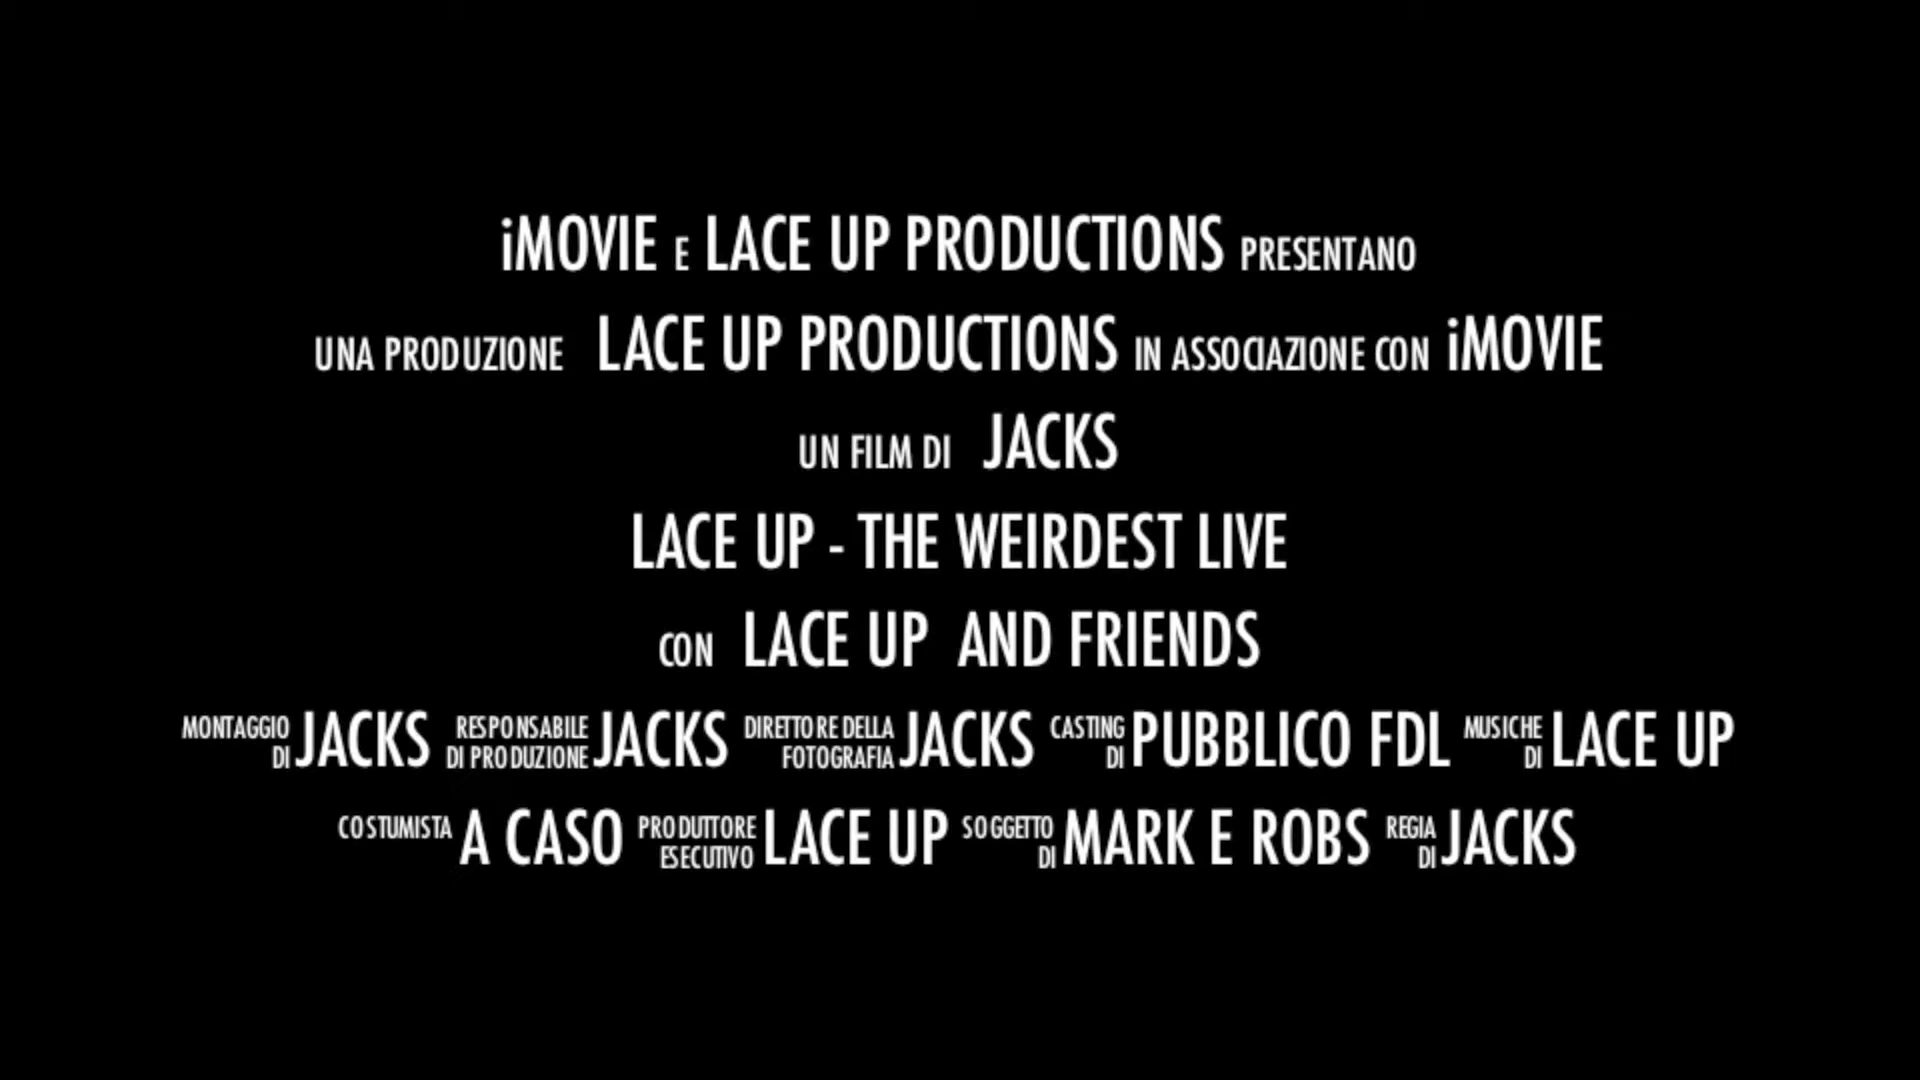 iMOVIE E LACE UP PRODUCTIONS PRESENTANO
UNA PRODUZIONE LACE UP PRODUCTIONS IN ASSOCIAZIONE CON iMOVIE
UN FILM DI JACKS
LACE UP - THE WEIRDEST LIVE
CON LACE UP AND FRIENDS
MONTAGGIO DI JACKS RESPONSABILE DI PRODUZIONE JACKS DIRETTORE DELLA FOTOGRAFIA JACKS CASTING DI PUBBLICO FDL MUSICHE DI LACE UP
COSTUMISTA A CASO PRODUTTORE ESECUTIVO LACE UP SOGGETTO DI MARK E ROBS REGIA DI JACKS